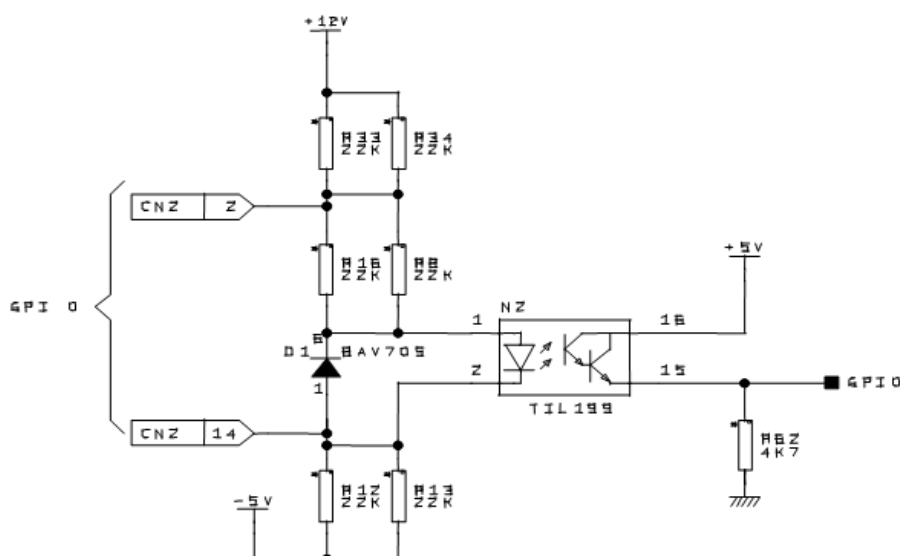 +12V
R33
22K
R34
22K
CN2 2
R16
22K
R8
22K
+5V
GPI 0
N2
1
16
6
D1 BAV70S
1
2
15
GPI0
TIL199
CN2 14
R62
4K7
R12
22K
R13
22K
-5V